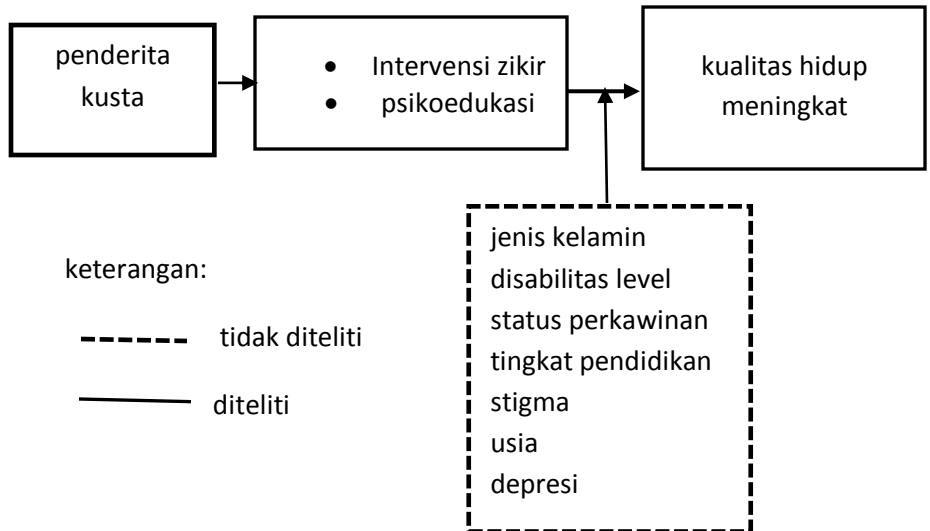 penderita
kusta
• Intervensi zikir
• psikoedukasi
kualitas hidup
meningkat
jenis kelamin
disabilitas level
status perkawinan
tingkat pendidikan
stigma
usia
depresi
keterangan:
tidak diteliti
diteliti